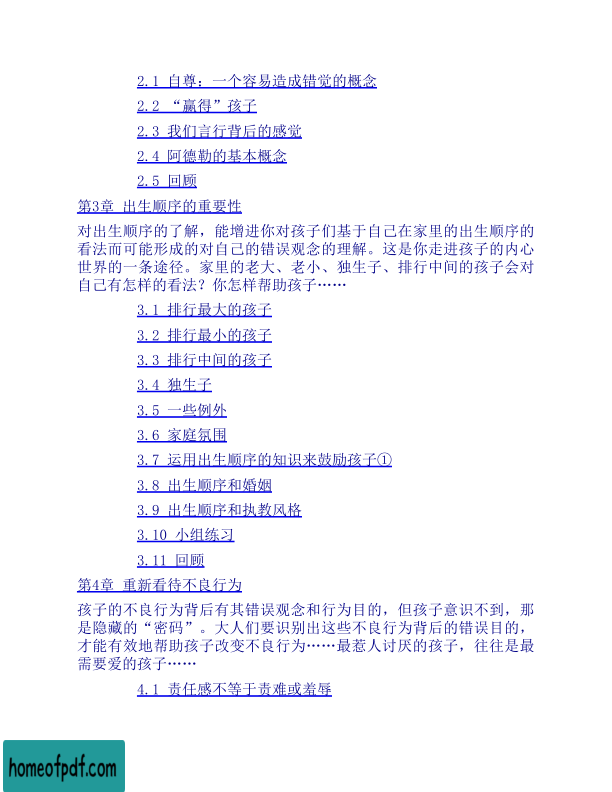 2.1 自尊：一个容易造成错觉的概念
2.2 “赢得”孩子
2.3 我们言行背后的感觉
2.4 阿德勒的基本概念
2.5 回顾
第3章 出生顺序的重要性
对出生顺序的了解，能增进你对孩子们基于自己在家里的出生顺序的
看法而可能形成的对自己的错误观念的理解。这是你走进孩子的内心
世界的一条途径。家里的老大、老小、独生子、排行中间的孩子会对
自己有怎样的看法？你怎样帮助孩子……
3.1 排行最大的孩子
3.2 排行最小的孩子
3.3 排行中间的孩子
3.4 独生子
3.5 一些例外
3.6 家庭氛围
3.7 运用出生顺序的知识来鼓励孩子①
3.8 出生顺序和婚姻
3.9 出生顺序和执教风格
3.10 小组练习
3.11 回顾
第4章 重新看待不良行为
孩子的不良行为背后有其错误观念和行为目的，但孩子意识不到，那
是隐藏的“密码”。大人们要识别出这些不良行为背后的错误目的，
才能有效地帮助孩子改变不良行为……最惹人讨厌的孩子，往往是最
需要爱的孩子……
4.1 责任感不等于责难或羞辱
homeofpdf.com